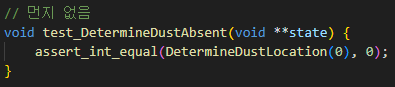 // 먼지 없음
void test_DetermineDustAbsent(void **state) {
    assert_int_equal(DetermineDustLocation(0), 0);
}